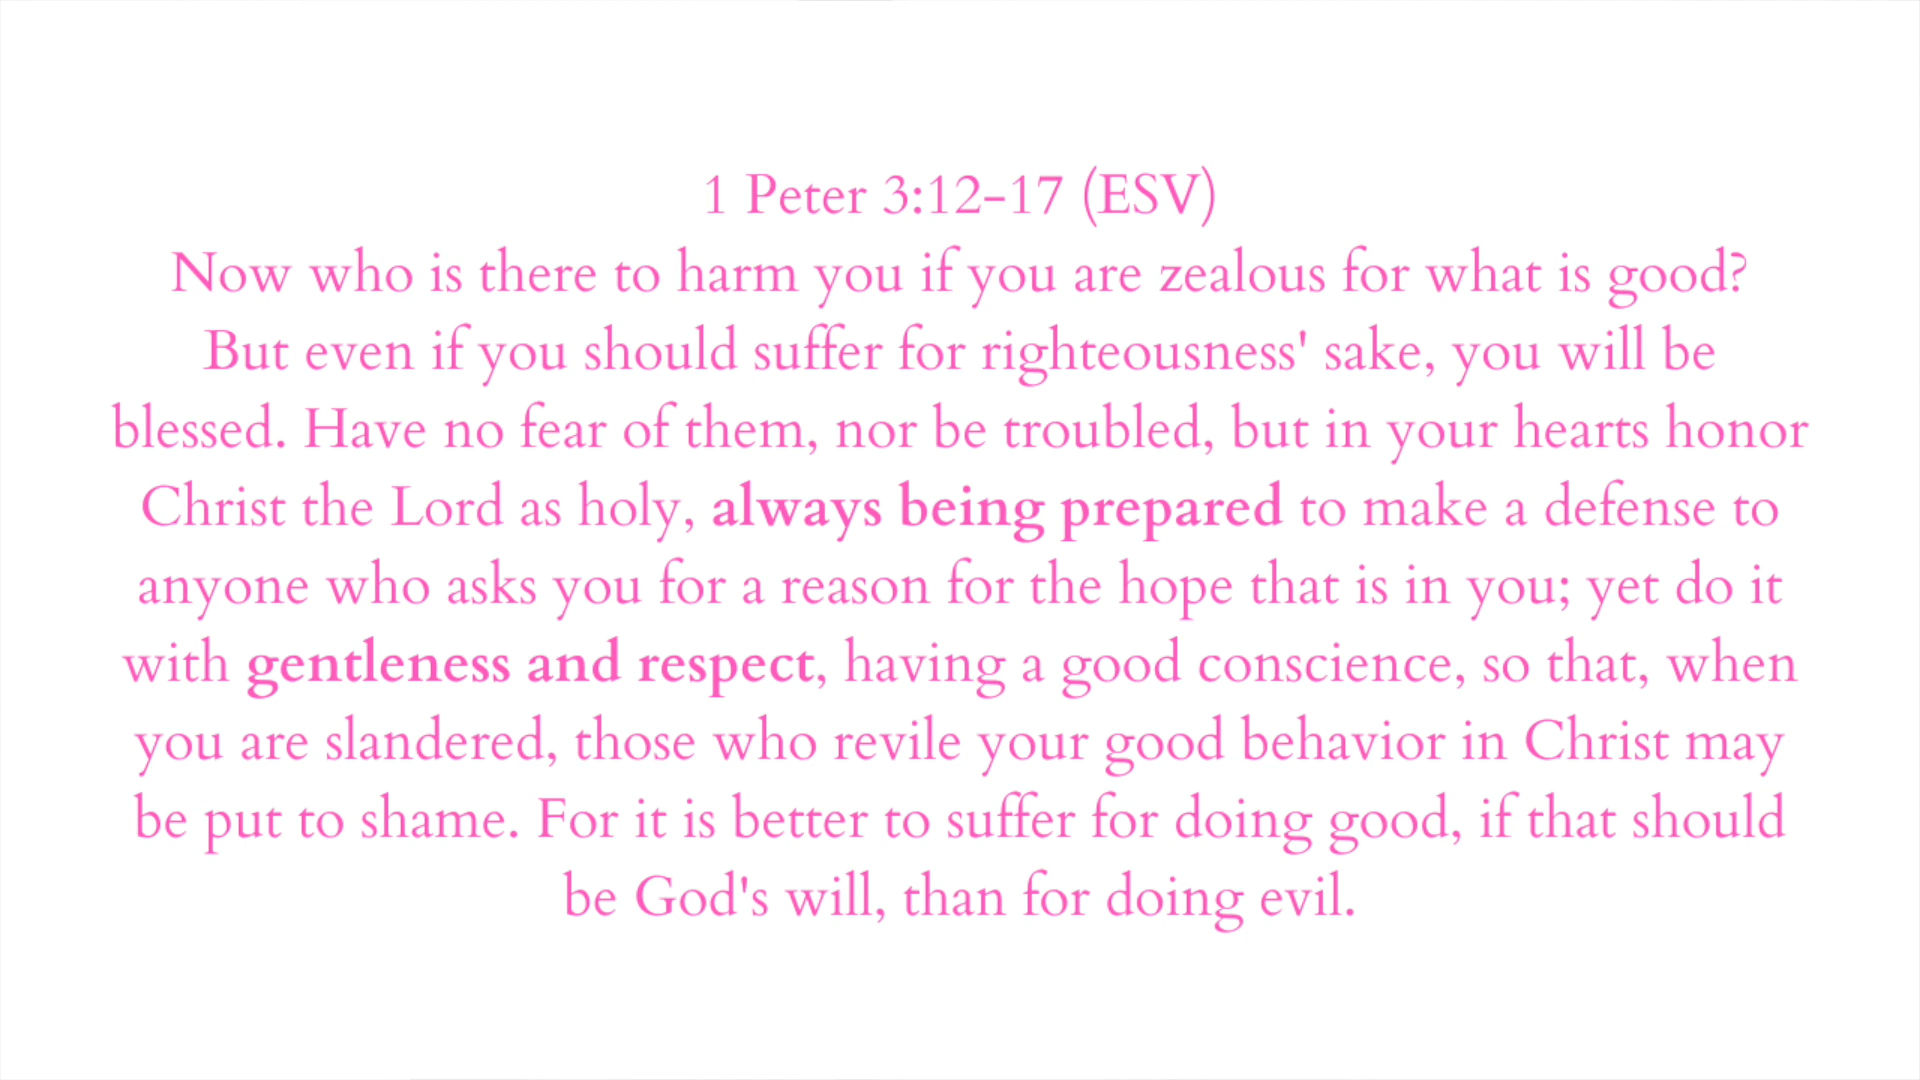 1 Peter 3:12-17 (ESV)
Now who is there to harm you if you are zealous for what is good?
But even if you should suffer for righteousness' sake, you will be
blessed. Have no fear of them, nor be troubled, but in your hearts honor
Christ the Lord as holy, always being prepared to make a defense to
anyone who asks you for a reason for the hope that is in you; yet do it
with gentleness and respect, having a good conscience, so that, when
you are slandered, those who revile your good behavior in Christ may
be put to shame. For it is better to suffer for doing good, if that should
be God's will, than for doing evil.